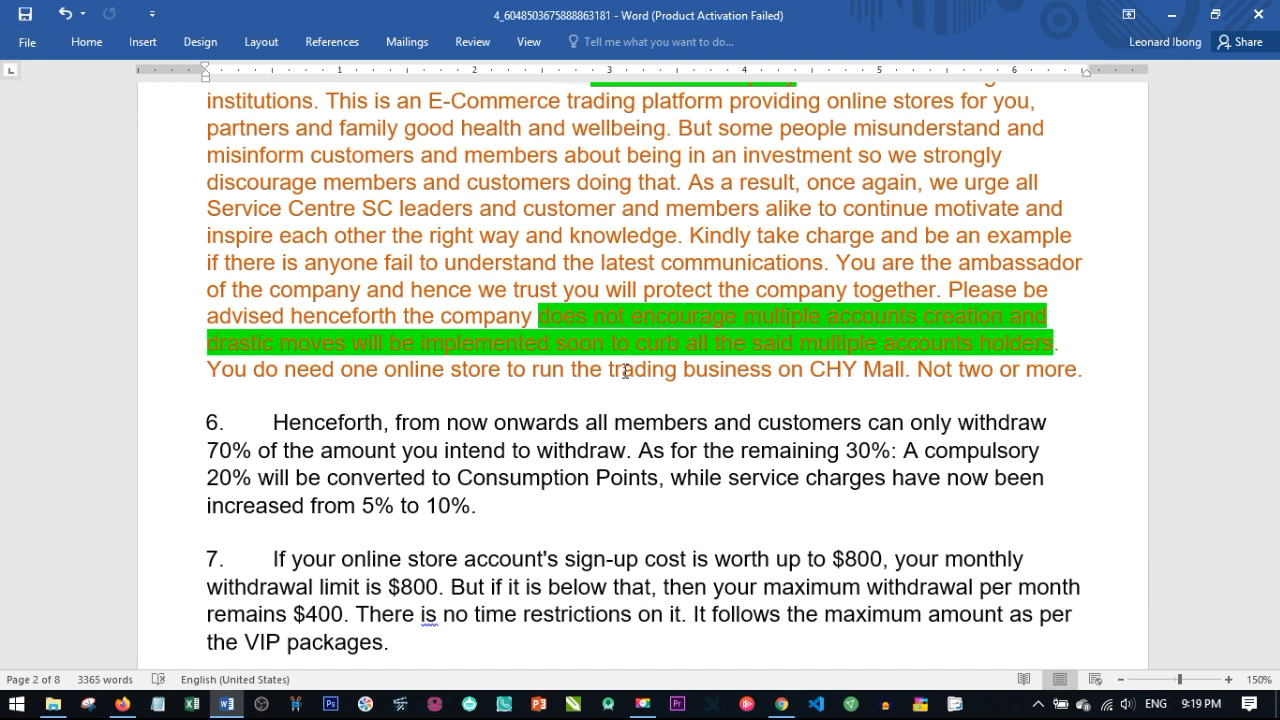 4_6048503675888863181 - Word (Product Activation Failed)
File Home Insert Design Layout References Mailings Review View Tell me what you want to do... Leonard Ibong Share
1 2 3 4 5 6
institutions. This is an E-Commerce trading platform providing online stores for you,
partners and family good health and wellbeing. But some people misunderstand and
misinform customers and members about being in an investment so we strongly
discourage members and customers doing that. As a result, once again, we urge all
Service Centre SC leaders and customer and members alike to continue motivate and
inspire each other the right way and knowledge. Kindly take charge and be an example
if there is anyone fail to understand the latest communications. You are the ambassador
of the company and hence we trust you will protect the company together. Please be
advised henceforth the company does not encourage multiple accounts creation and
drastic moves will be implemented soon to curb all the said multiple accounts holders.
You do need one online store to run the trading business on CHY Mall. Not two or more.
6. Henceforth, from now onwards all members and customers can only withdraw
70% of the amount you intend to withdraw. As for the remaining 30%: A compulsory
20% will be converted to Consumption Points, while service charges have now been
increased from 5% to 10%.
7. If your online store account's sign-up cost is worth up to $800, your monthly
withdrawal limit is $800. But if it is below that, then your maximum withdrawal per month
remains $400. There is no time restrictions on it. It follows the maximum amount as per
the VIP packages.
Page 2 of 8 3365 words English (United States) 150%
ENG 9:19 PM